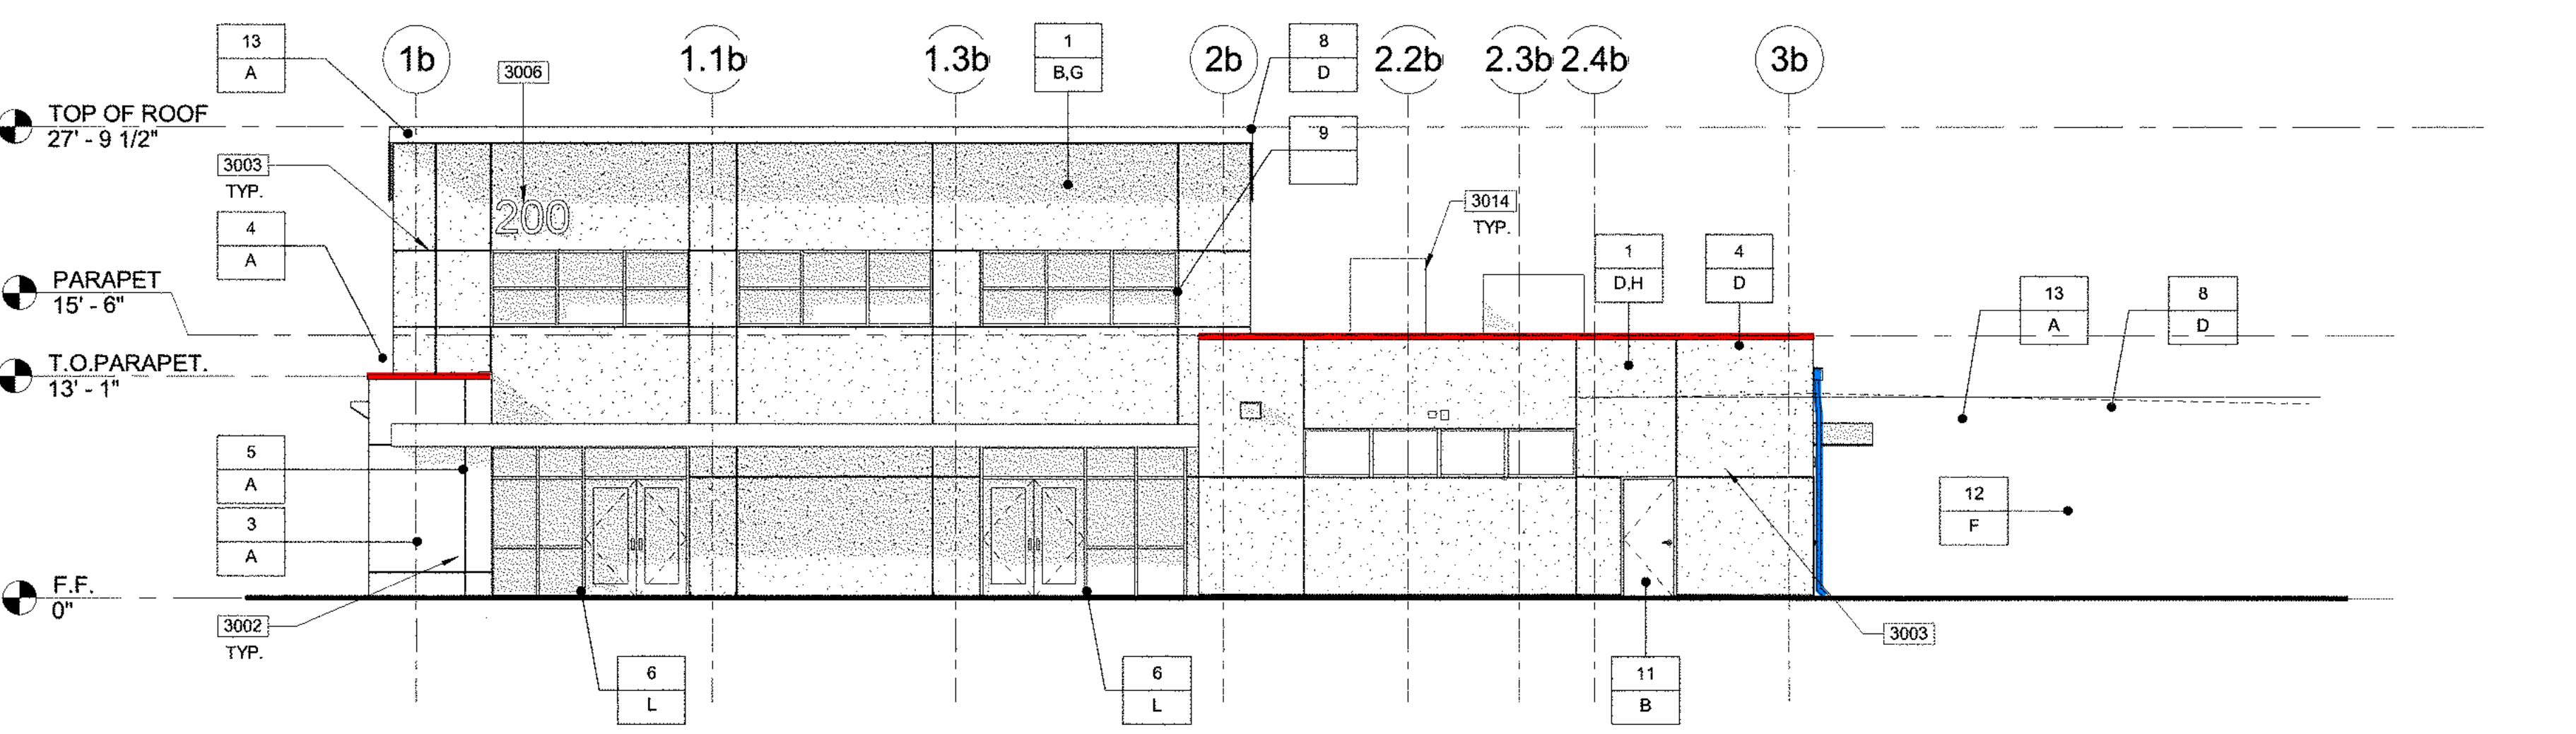 13
A
1b
3006
1.1b
1.3b
1
B,G
2b
8
D
2.2b
2.3b
2.4b
3b
TOP OF ROOF
27' - 9 1/2"
9
3003
TYP.
200
3014
TYP.
4
A
1
D,H
4
D
PARAPET
15' - 6"
13
A
8
D
T.O.PARAPET.
13' - 1"
5
A
3
A
12
F
F.F.
0"
3002
TYP.
3003
6
L
6
L
11
B